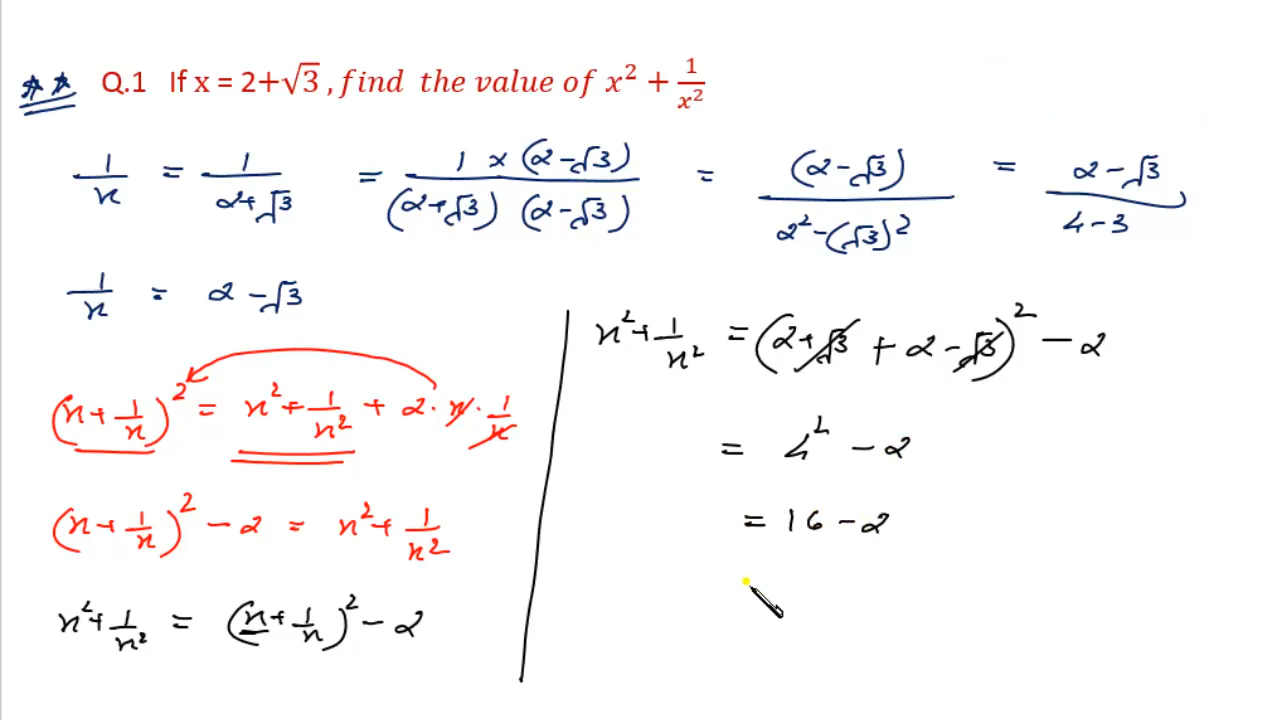 Q.1 If x = 2+√3 , find the value of x² + 1/x²
1/x = 1/(2+√3) = 1 × (2-√3) / (2+√3) (2-√3) = (2-√3) / 2² - (√3)² = 2-√3 / 4-3
1/x = 2-√3
(x + 1/x)² = x² + 1/x² + 2 · x · 1/x
(x + 1/x)² - 2 = x² + 1/x²
x² + 1/x² = (x + 1/x)² - 2
x² + 1/x² = (2+√3 + 2-√3)² - 2
= 4² - 2
= 16 - 2